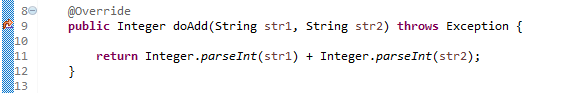 8 @Override
9 public Integer doAdd(String str1, String str2) throws Exception {
10
11 return Integer.parseInt(str1) + Integer.parseInt(str2);
12 }
13